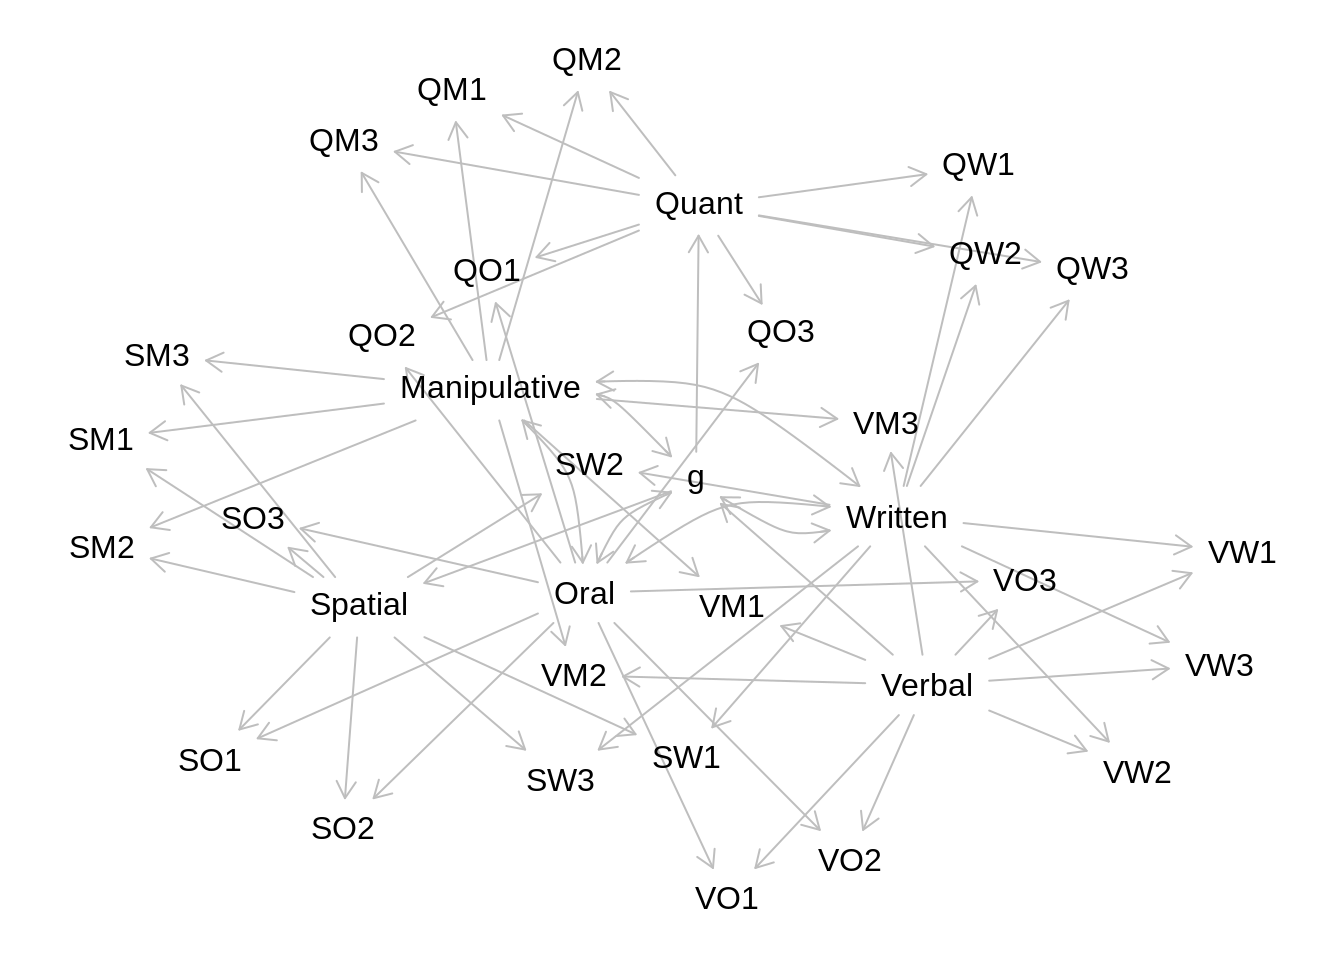 QM2
QM1
QM3
QW1
Quant
QW2
QW3
QO1
QO3
QO2
SM3
Manipulative
VM3
SM1
SW2
g
SO3
Written
SM2
VW1
VO3
Oral
Spatial
VM1
VW3
VM2
Verbal
SW1
SO1
VW2
SW3
SO2
VO2
VO1